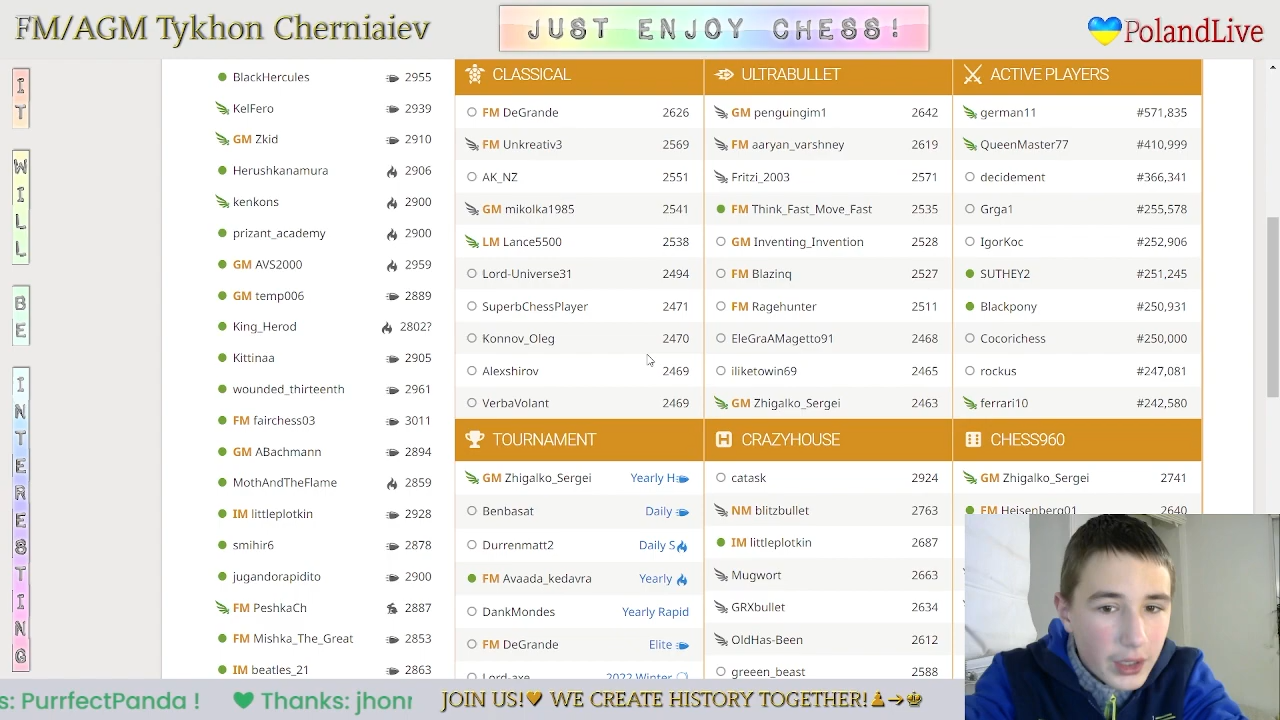 FM/AGM Tykhon Cherniaiev
JUST ENJOY CHESS!
PolandLive
IT
WILL
BE
INTERESTING
BlackHercules 2955
KelFero 2939
GM Zkid 2910
Herushkanamura 2906
kenkons 2900
prizant_academy 2900
GM AVS2000 2959
GM temp006 2889
King_Herod 2802?
Kittinaa 2905
wounded_thirteenth 2961
FM fairchess03 3011
GM ABachmann 2894
MothAndTheFlame 2859
IM littleplotkin 2928
smihir6 2878
jugandorapidito 2900
FM PeshkaCh 2887
FM Mishka_The_Great 2853
IM beatles_21 2863
CLASSICAL
FM DeGrande 2626
FM Unkreativ3 2569
AK_NZ 2551
GM mikolka1985 2541
LM Lance5500 2538
Lord-Universe31 2494
SuperbChessPlayer 2471
Konnov_Oleg 2470
Alexshirov 2469
VerbaVolant 2469
ULTRABULLET
GM penguingim1 2642
FM aaryan_varshney 2619
Fritzi_2003 2571
FM Think_Fast_Move_Fast 2535
GM Inventing_Invention 2528
FM Blazinq 2527
FM Ragehunter 2511
EleGraAMagetto91 2468
iliketowin69 2465
GM Zhigalko_Sergei 2463
ACTIVE PLAYERS
german11 #571,835
QueenMaster77 #410,999
decidement #366,341
Grga1 #255,578
IgorKoc #252,906
SUTHEY2 #251,245
Blackpony #250,931
Cocorichess #250,000
rockus #247,081
ferrari10 #242,580
TOURNAMENT
GM Zhigalko_Sergei Yearly H
Benbasat Daily
Durrenmatt2 Daily S
FM Avaada_kedavra Yearly
DankMondes Yearly Rapid
FM DeGrande Elite
Lord-axe 2022 Winter
CRAZYHOUSE
catask 2924
NM blitzbullet 2763
IM littleplotkin 2687
Mugwort 2663
GRXbullet 2634
OldHas-Been 2612
greeen_beast 2588
CHESS960
GM Zhigalko_Sergei 2741
FM Heisenberg01 2640
s: PurrfectPanda !
Thanks: jhonr
JOIN US! WE CREATE HISTORY TOGETHER!